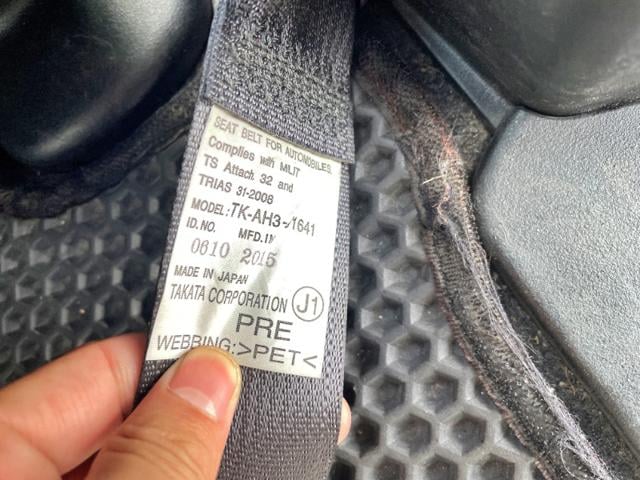 SEAT BELT FOR AUTOMOBILES.
Complies with MLIT
TS Attach. 32 and
TRIAS 31-2008
MODEL: TK-AH3-1641
ID. NO. MFD. IN
0610 2015
MADE IN JAPAN
TAKATA CORPORATION J1
PRE
WEBBING:>PET<